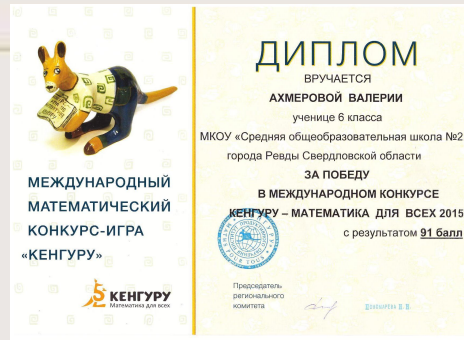 МЕЖДУНАРОДНЫЙ
МАТЕМАТИЧЕСКИЙ
КОНКУРС-ИГРА
«КЕНГУРУ»
КЕНГУРУ
Математика для всех
ДИПЛОМ
ВРУЧАЕТСЯ
АХМЕРОВОЙ ВАЛЕРИИ
ученице 6 класса
МКОУ «Средняя общеобразовательная школа №2
города Ревды Свердловской области
ЗА ПОБЕДУ
В МЕЖДУНАРОДНОМ КОНКУРСЕ
КЕНГУРУ – МАТЕМАТИКА ДЛЯ ВСЕХ 2015
с результатом 91 балл
Председатель
регионального
комитета